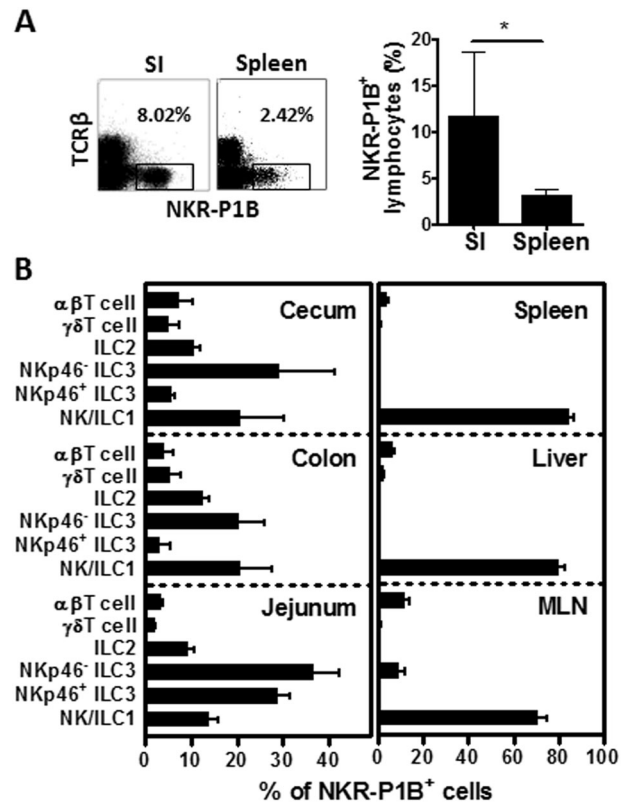 A
SI
Spleen
TCRβ
8.02%
2.42%
NKR-P1B
NKR-P1B⁺
lymphocytes (%)
20
15
10
5
0
*
SI
Spleen
B
αβT cell
γδT cell
ILC2
NKp46⁻ ILC3
NKp46⁺ ILC3
NK/ILC1
Cecum
Spleen
αβT cell
γδT cell
ILC2
NKp46⁻ ILC3
NKp46⁺ ILC3
NK/ILC1
Colon
Liver
αβT cell
γδT cell
ILC2
NKp46⁻ ILC3
NKp46⁺ ILC3
NK/ILC1
Jejunum
MLN
0 10 20 30 40
0 20 40 60 80 100
% of NKR-P1B⁺ cells